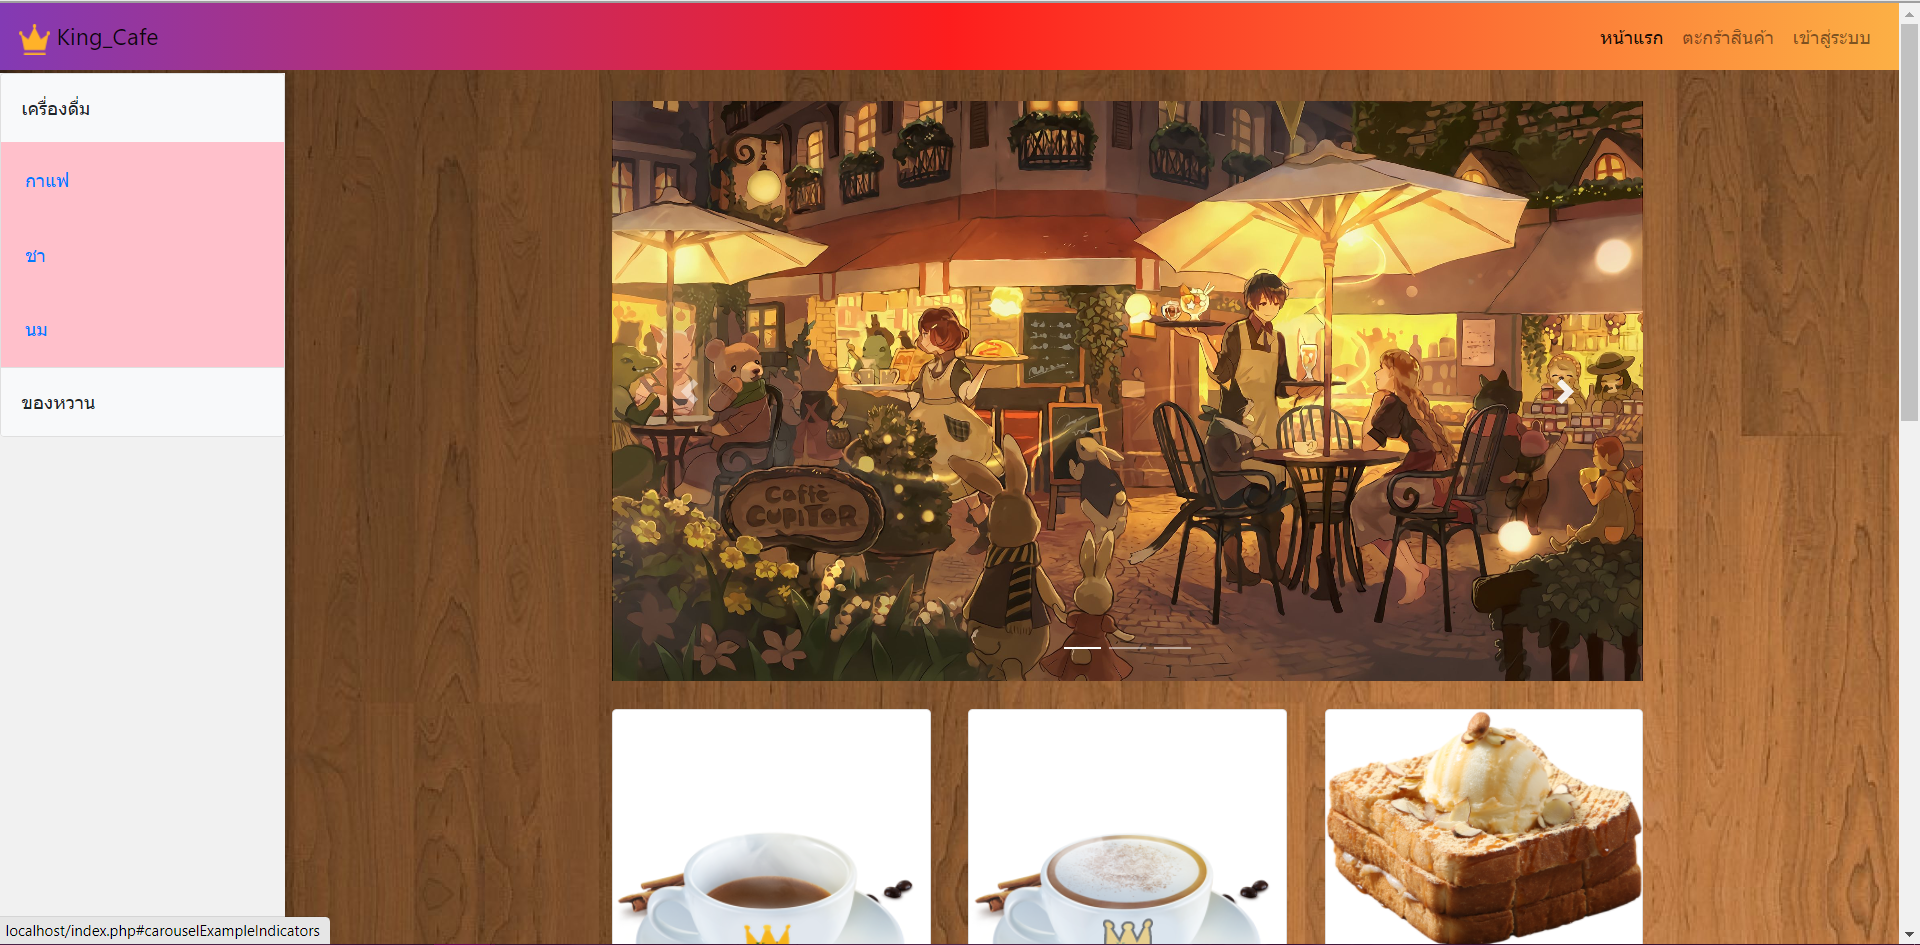 King_Cafe
หน้าแรก ตะกร้าสินค้า เข้าสู่ระบบ
เครื่องดื่ม
กาแฟ
ชา
นม
ของหวาน
Caffè
CUPITOR
localhost/index.php#carouselExampleIndicators